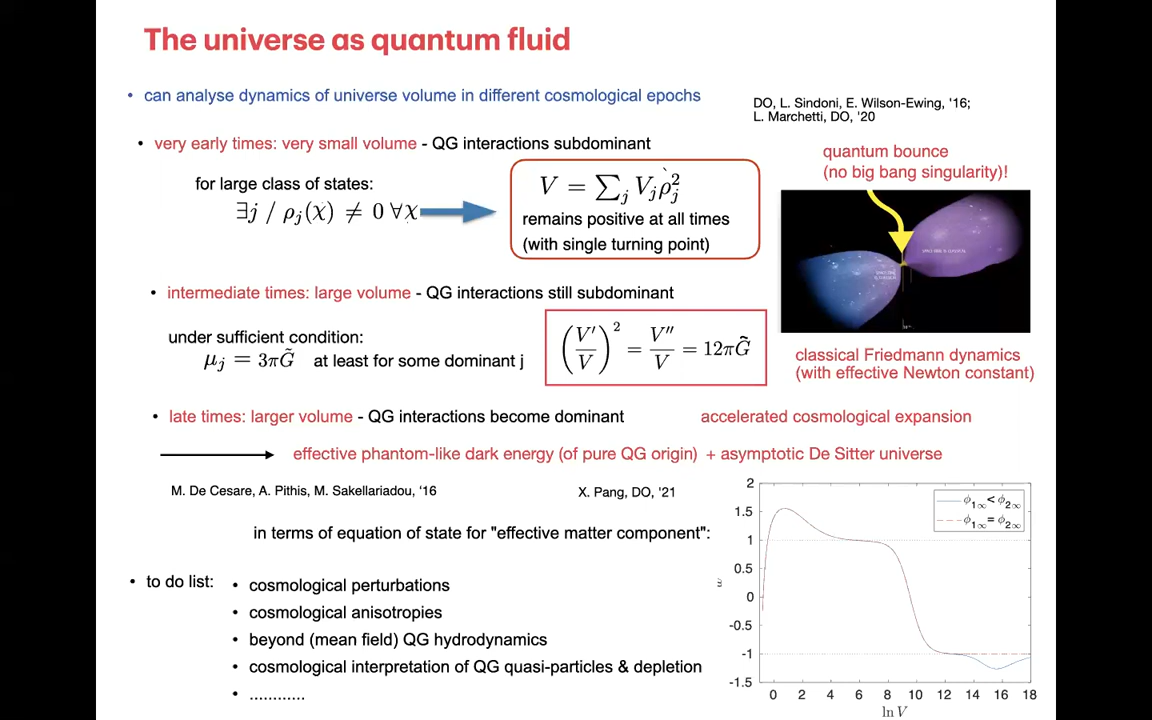 The universe as quantum fluid
• can analyse dynamics of universe volume in different cosmological epochs
DO, L. Sindoni, E. Wilson-Ewing, '16;
L. Marchetti, DO, '20
• very early times: very small volume - QG interactions subdominant
quantum bounce
(no big bang singularity)!
for large class of states:
∃j / ρ_j(χ) ≠ 0 ∀χ
V = ∑_j V_j ρ_j^2
remains positive at all times
(with single turning point)
• intermediate times: large volume - QG interactions still subdominant
under sufficient condition:
μ_j = 3πG̃ at least for some dominant j
(V′/V)^2 = V″/V = 12πG̃
classical Friedmann dynamics
(with effective Newton constant)
• late times: larger volume - QG interactions become dominant
accelerated cosmological expansion
effective phantom-like dark energy (of pure QG origin) + asymptotic De Sitter universe
M. De Cesare, A. Pithis, M. Sakellariadou, '16
X. Pang, DO, '21
in terms of equation of state for "effective matter component":
• to do list:
• cosmological perturbations
• cosmological anisotropies
• beyond (mean field) QG hydrodynamics
• cosmological interpretation of QG quasi-particles & depletion
• ............
2
1.5
1
0.5
0
-0.5
-1
-1.5
ϕ_1∞ < ϕ_2∞
ϕ_1∞ = ϕ_2∞
0 2 4 6 8 10 12 14 16 18
ln V